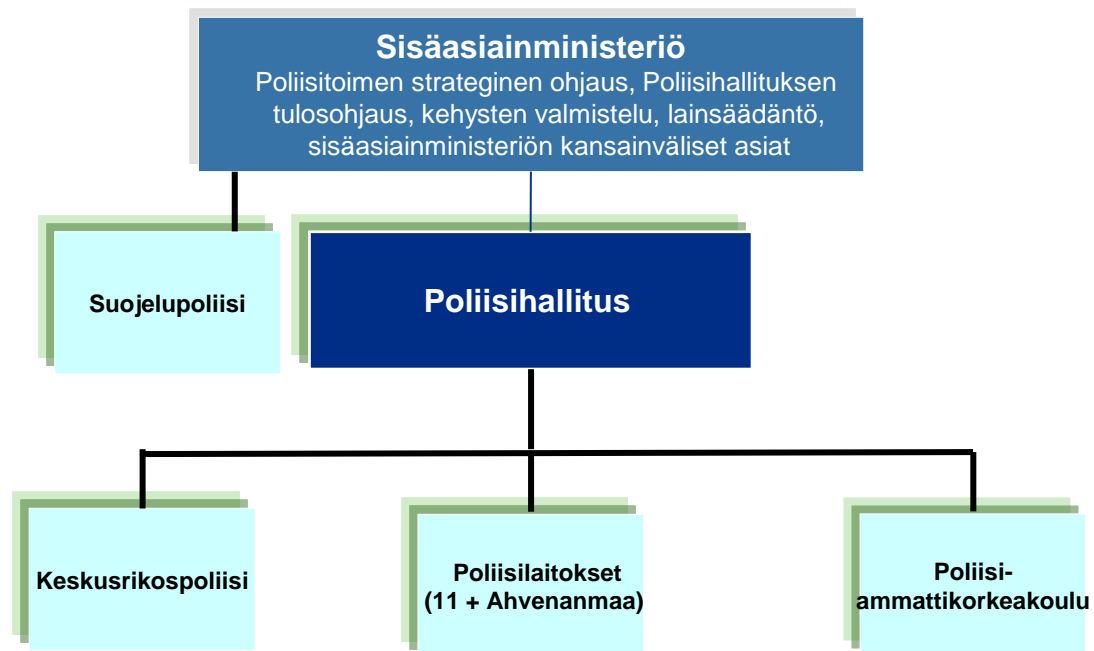 Sisäasiainministeriö
Poliisitoimen strateginen ohjaus, Poliisihallituksen
tulosohjaus, kehysten valmistelu, lainsäädäntö,
sisäasiainministeriön kansainväliset asiat
Suojelupoliisi
Poliisihallitus
Keskusrikospoliisi
Poliisilaitokset
(11 + Ahvenanmaa)
Poliisi-
ammattikorkeakoulu